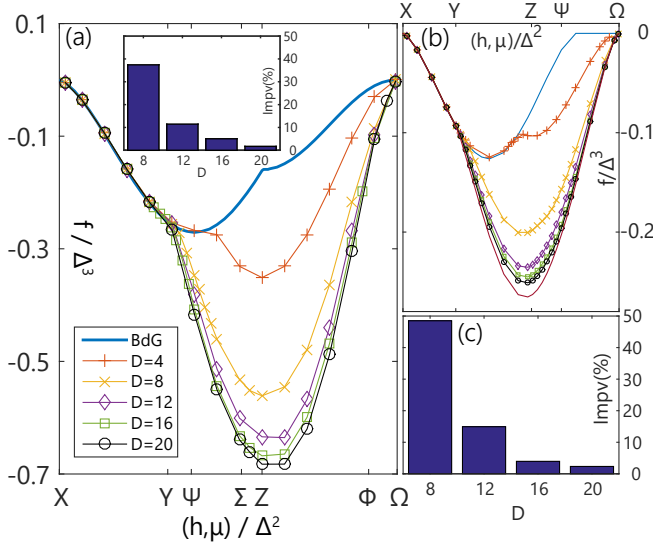 (a)
0.1
-0.1
-0.3
-0.5
-0.7
f / Δ³
X Y Ψ Σ Z Φ Ω
(h,μ) / Δ²
BdG
D=4
D=8
D=12
D=16
D=20
50
40
30
20
10
0
Impv(%)
8 12 16 20
D
X Y Z Ψ Ω
(b)
(h,μ)/Δ²
0
-0.1
-0.2
f/Δ³
(c)
50
40
30
20
10
0
Impv(%)
8 12 16 20
D